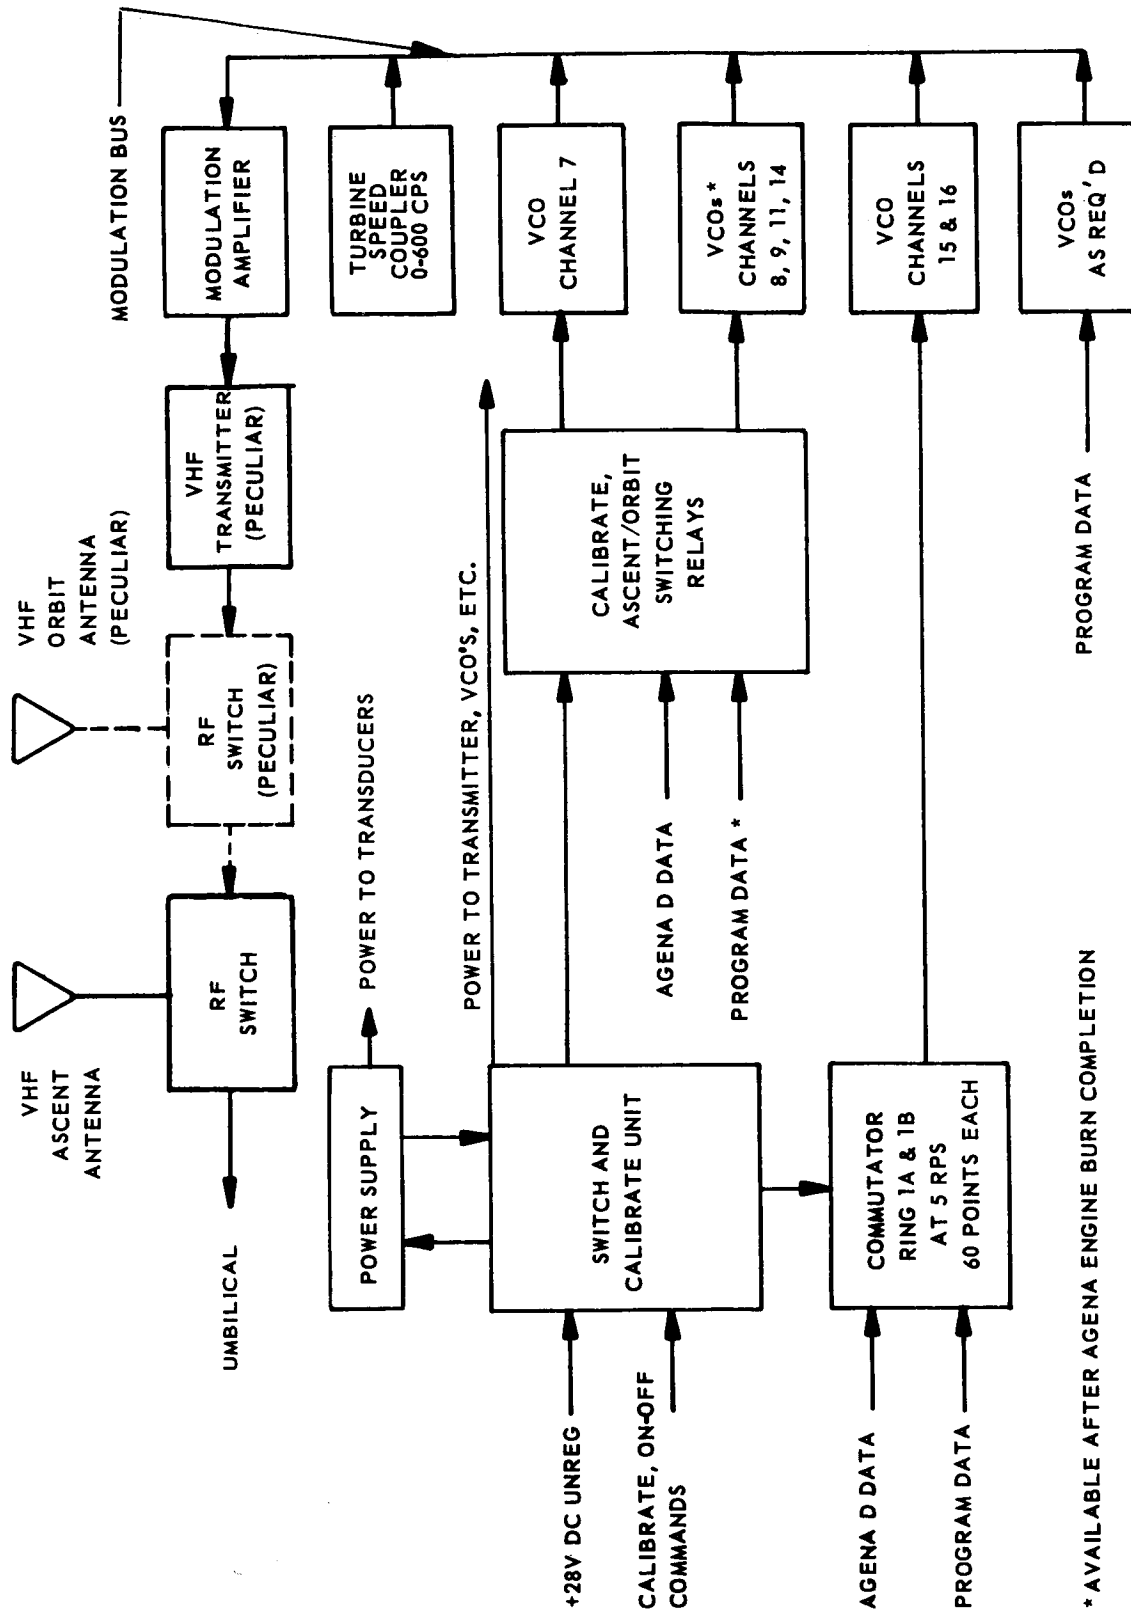 VHF
ASCENT
ANTENNA
VHF
ORBIT
ANTENNA
(PECULIAR)
MODULATION BUS
UMBILICAL
RF
SWITCH
RF
SWITCH
(PECULIAR)
VHF
TRANSMITTER
(PECULIAR)
MODULATION
AMPLIFIER
POWER SUPPLY
POWER TO TRANSDUCERS
TURBINE
SPEED
COUPLER
0-600 CPS
POWER TO TRANSMITTER, VCO'S, ETC.
+28V DC UNREG
CALIBRATE, ON-OFF
COMMANDS
SWITCH AND
CALIBRATE UNIT
CALIBRATE,
ASCENT/ORBIT
SWITCHING
RELAYS
VCO
CHANNEL 7
AGENA D DATA
PROGRAM DATA *
VCOs *
CHANNELS
8, 9, 11, 14
AGENA D DATA
PROGRAM DATA
COMMUTATOR
RING 1A & 1B
AT 5 RPS
60 POINTS EACH
VCO
CHANNELS
15 & 16
PROGRAM DATA
VCOs
AS REQ'D
* AVAILABLE AFTER AGENA ENGINE BURN COMPLETION